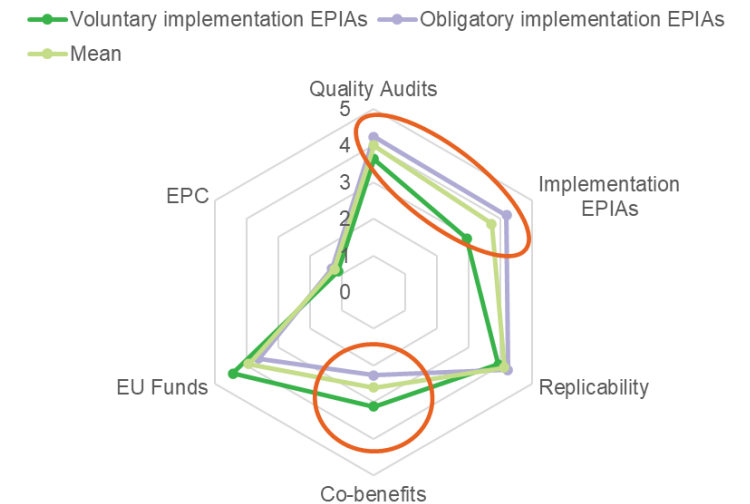 Voluntary implementation EPIAs
Obligatory implementation EPIAs
Mean
Quality Audits
5
4
3
2
1
0
Implementation
EPIAs
EPC
EU Funds
Replicability
Co-benefits